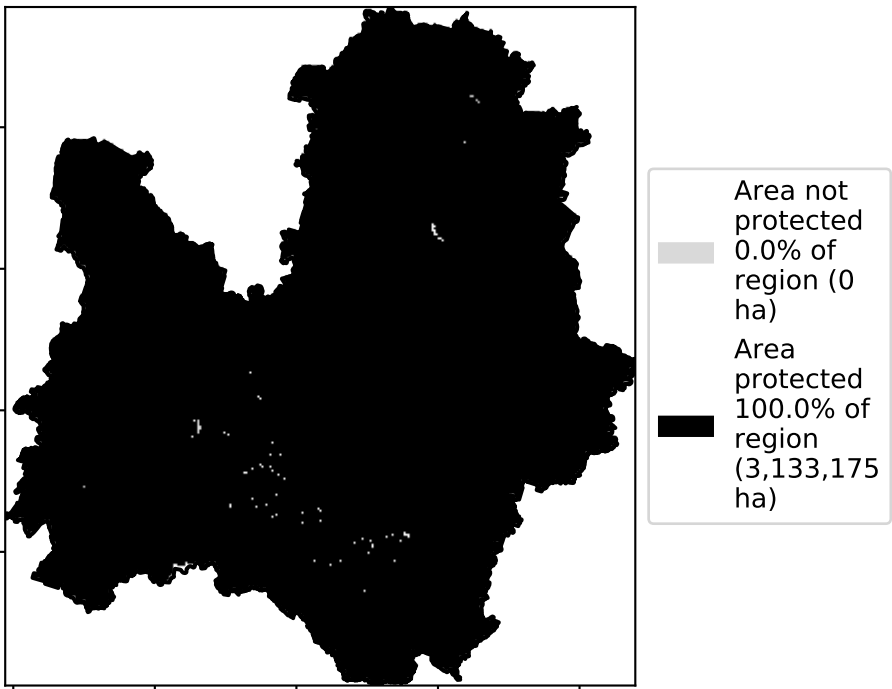 Area not
protected
0.0% of
region (0
ha)
Area
protected
100.0% of
region
(3,133,175
ha)